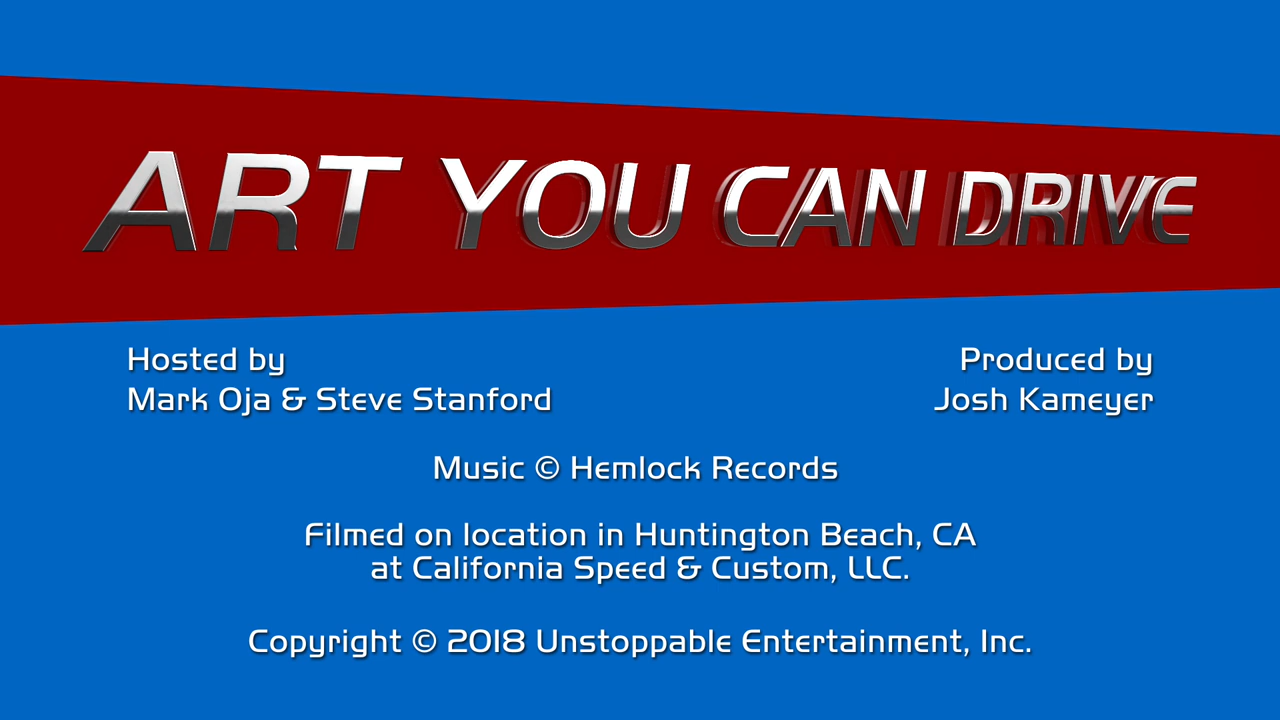 ART YOU CAN DRIVE
Hosted by
Mark Oja & Steve Stanford
Produced by
Josh Kameyer
Music © Hemlock Records
Filmed on location in Huntington Beach, CA
at California Speed & Custom, LLC.
Copyright © 2018 Unstoppable Entertainment, Inc.